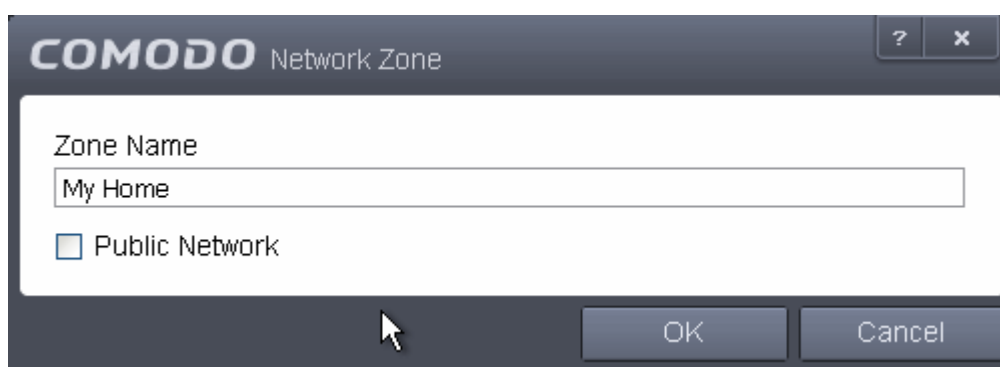 COMODO Network Zone ? ×
Zone Name
My Home
Public Network
OK Cancel